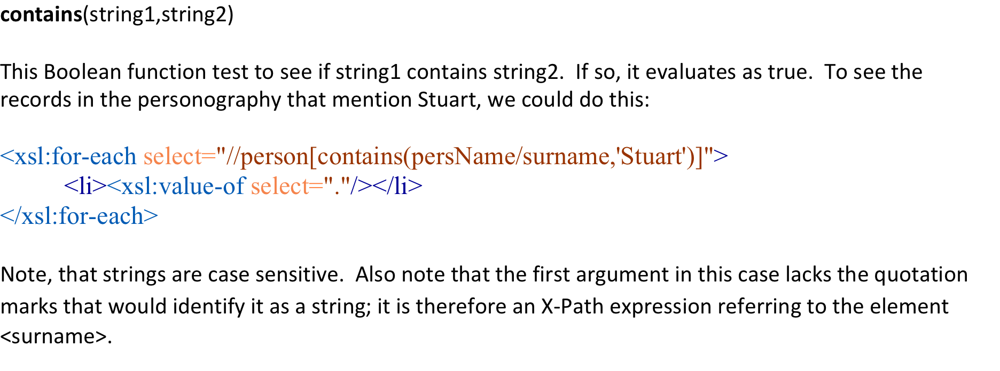 contains(string1,string2)
This Boolean function test to see if string1 contains string2.  If so, it evaluates as true.  To see the
records in the personography that mention Stuart, we could do this:
<xsl:for-each select="//person[contains(persName/surname,'Stuart')]">
<li><xsl:value-of select="."/></li>
</xsl:for-each>
Note, that strings are case sensitive.  Also note that the first argument in this case lacks the quotation
marks that would identify it as a string; it is therefore an X-Path expression referring to the element
<surname>.